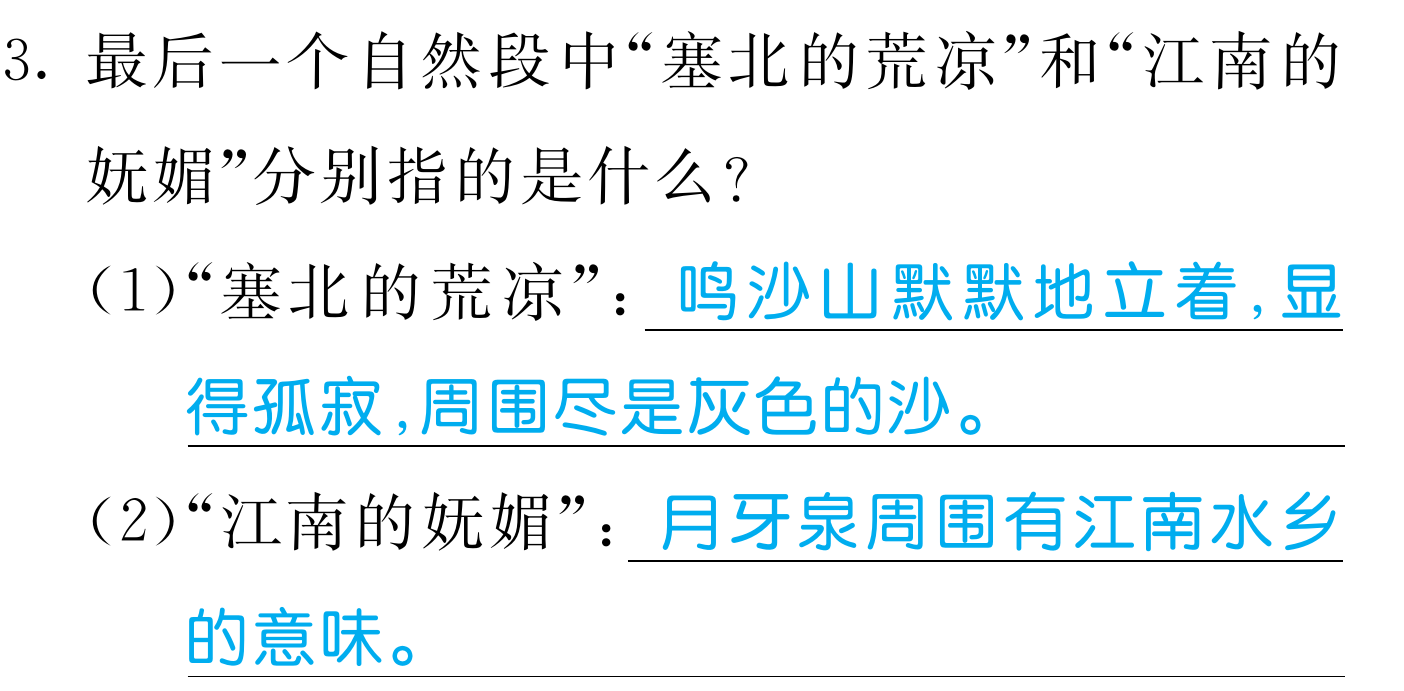 3. 最后一个自然段中“塞北的荒凉”和“江南的
妩媚”分别指的是什么?
(1)“塞北的荒凉”: 鸣沙山默默地立着,显
得孤寂,周围尽是灰色的沙。
(2)“江南的妩媚”: 月牙泉周围有江南水乡
的意味。